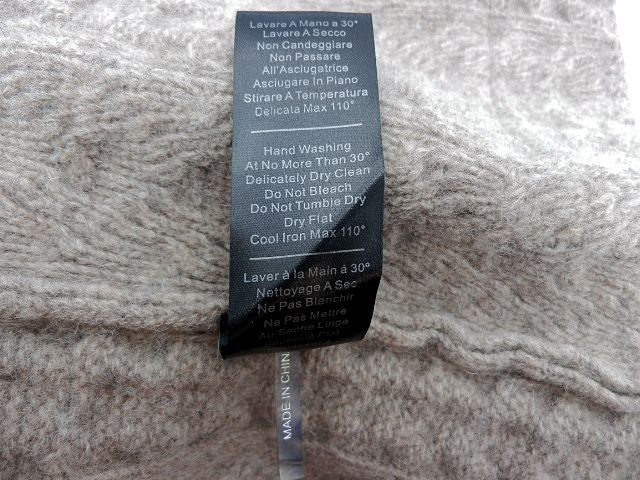 Lavare A Mano a 30°
Lavare A Secco
Non Candeggiare
Non Passare
All'Asciugatrice
Asciugare In Piano
Stirare A Temperatura
Delicata Max 110°
Hand Washing
At No More Than 30°
Delicately Dry Clean
Do Not Bleach
Do Not Tumble Dry
Dry Flat
Cool Iron Max 110°
Laver à la Main à 30°
Nettoyage A Sec
Ne Pas Blanchir
Ne Pas Mettre
Au Seche Linge
MADE IN CHINA